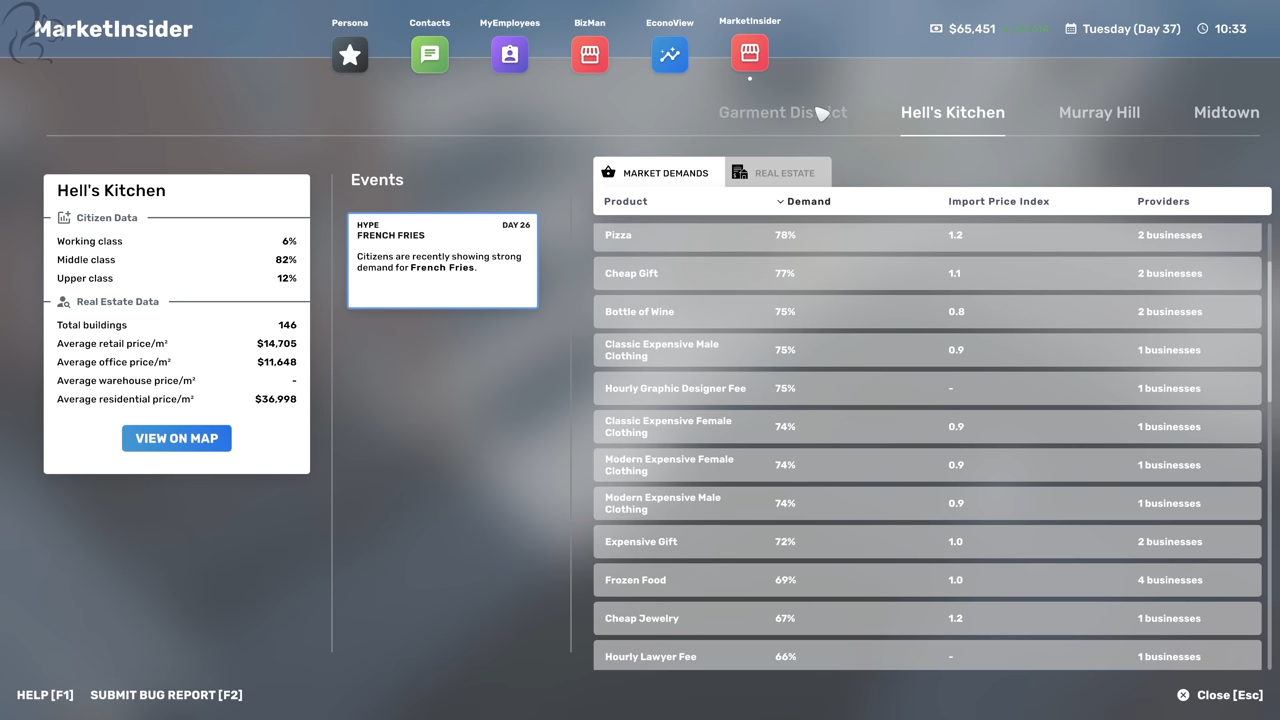 MarketInsider
Persona
Contacts
MyEmployees
BizMan
EconoView
MarketInsider
$65,451
Tuesday (Day 37)
10:33
Garment District
Hell's Kitchen
Murray Hill
Midtown
Hell's Kitchen
Citizen Data
Working class 6%
Middle class 82%
Upper class 12%
Real Estate Data
Total buildings 146
Average retail price/m² $14,705
Average office price/m² $11,648
Average warehouse price/m² -
Average residential price/m² $36,998
VIEW ON MAP
Events
HYPE DAY 26
FRENCH FRIES
Citizens are recently showing strong
demand for French Fries.
MARKET DEMANDS
REAL ESTATE
Product Demand Import Price Index Providers
Pizza 78% 1.2 2 businesses
Cheap Gift 77% 1.1 2 businesses
Bottle of Wine 75% 0.8 2 businesses
Classic Expensive Male
Clothing 75% 0.9 1 businesses
Hourly Graphic Designer Fee 75% - 1 businesses
Classic Expensive Female
Clothing 74% 0.9 1 businesses
Modern Expensive Female
Clothing 74% 0.9 1 businesses
Modern Expensive Male
Clothing 74% 0.9 1 businesses
Expensive Gift 72% 1.0 2 businesses
Frozen Food 69% 1.0 4 businesses
Cheap Jewelry 67% 1.2 1 businesses
Hourly Lawyer Fee 66% - 1 businesses
HELP [F1]
SUBMIT BUG REPORT [F2]
Close [Esc]